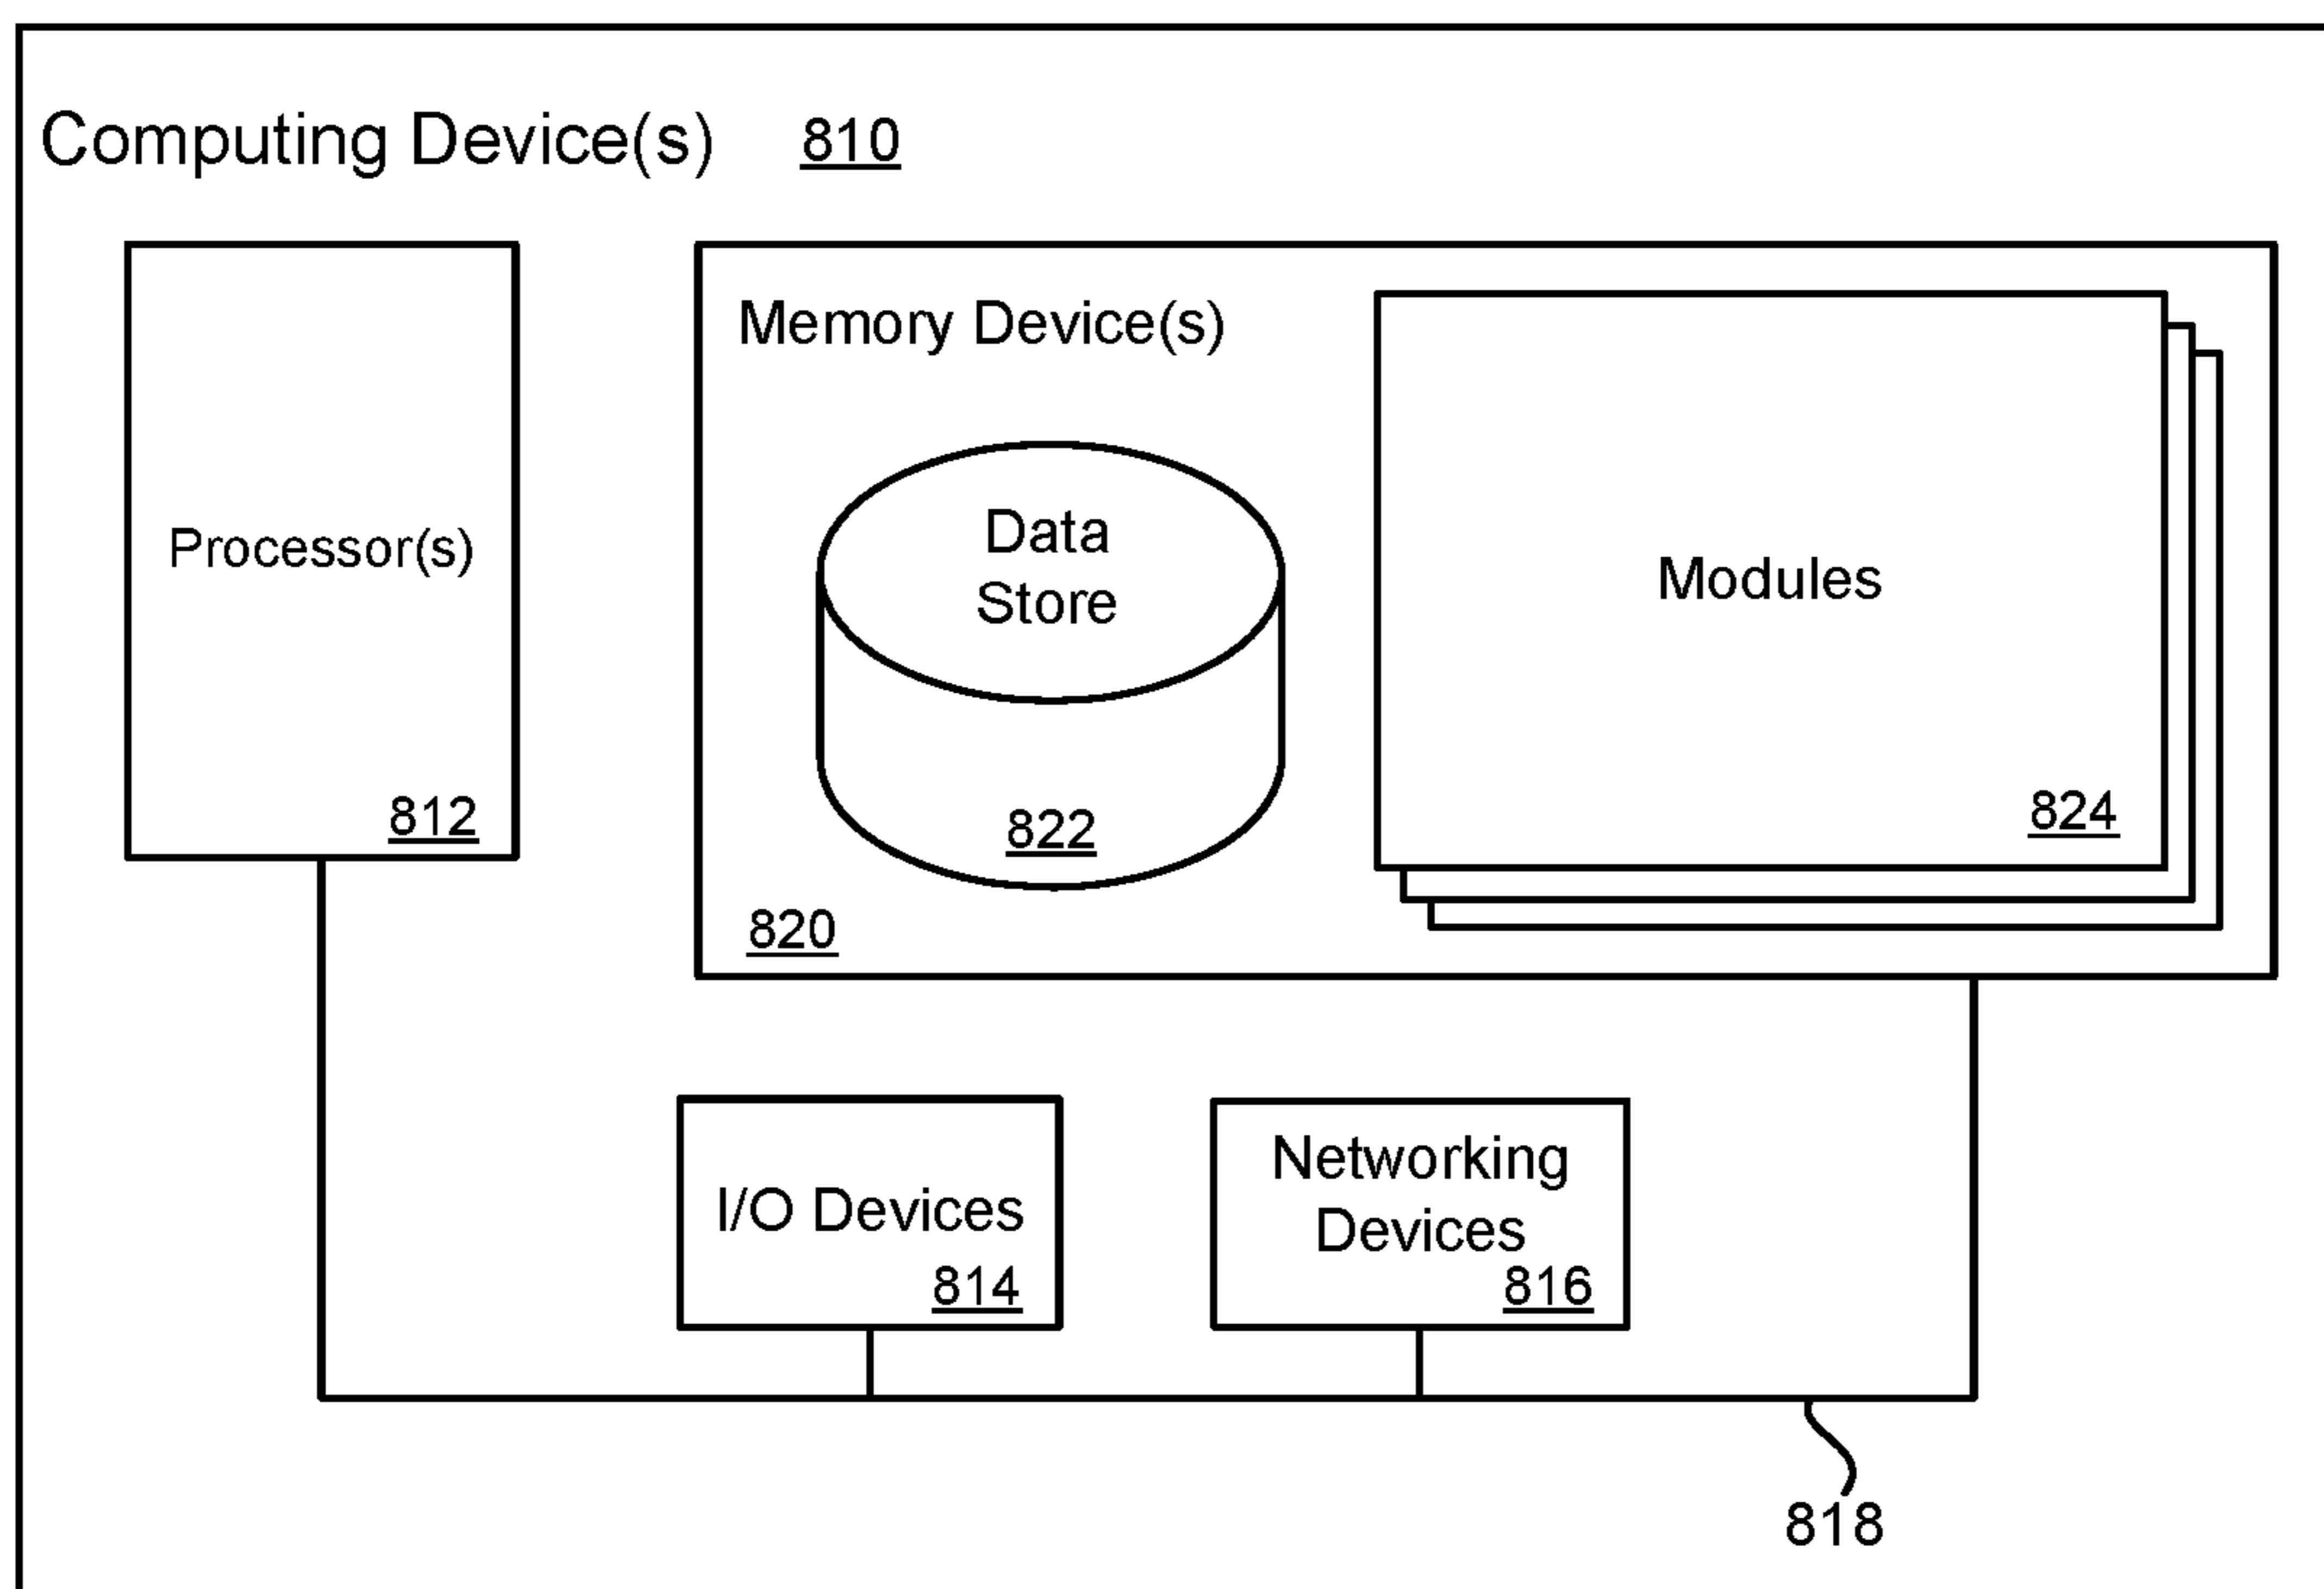 Computing Device(s) 810
Processor(s)
812
Memory Device(s)
Data
Store
822
820
Modules
824
I/O Devices
814
Networking
Devices
816
818